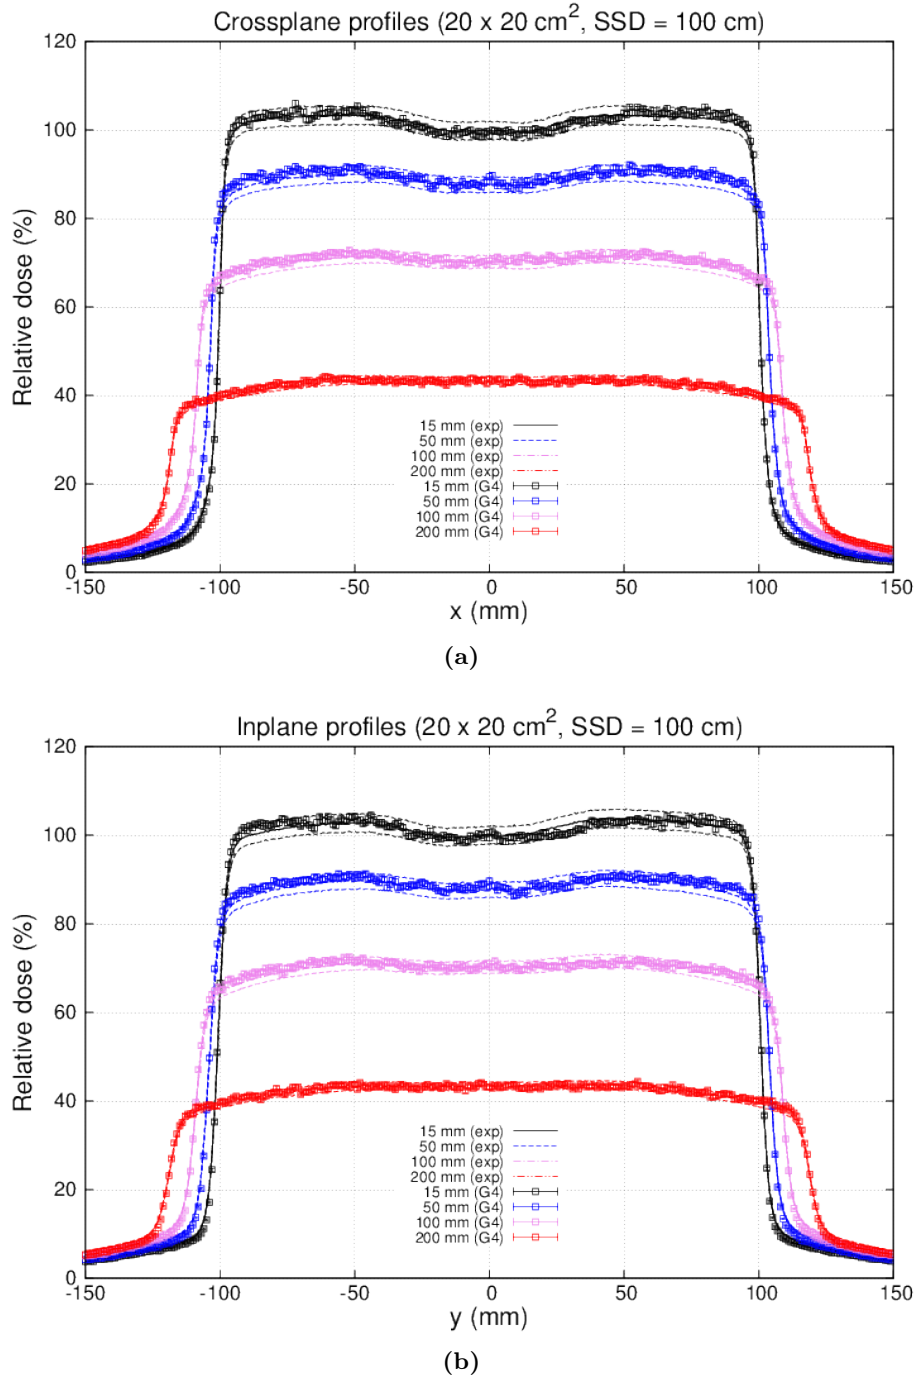 Crossplane profiles (20 x 20 cm², SSD = 100 cm)
120
100
80
60
40
20
0
Relative dose (%)
15 mm (exp)
50 mm (exp)
100 mm (exp)
200 mm (exp)
15 mm (G4)
50 mm (G4)
100 mm (G4)
200 mm (G4)
-150 -100 -50 0 50 100 150
x (mm)
(a)
Inplane profiles (20 x 20 cm², SSD = 100 cm)
120
100
80
60
40
20
0
Relative dose (%)
15 mm (exp)
50 mm (exp)
100 mm (exp)
200 mm (exp)
15 mm (G4)
50 mm (G4)
100 mm (G4)
200 mm (G4)
-150 -100 -50 0 50 100 150
y (mm)
(b)